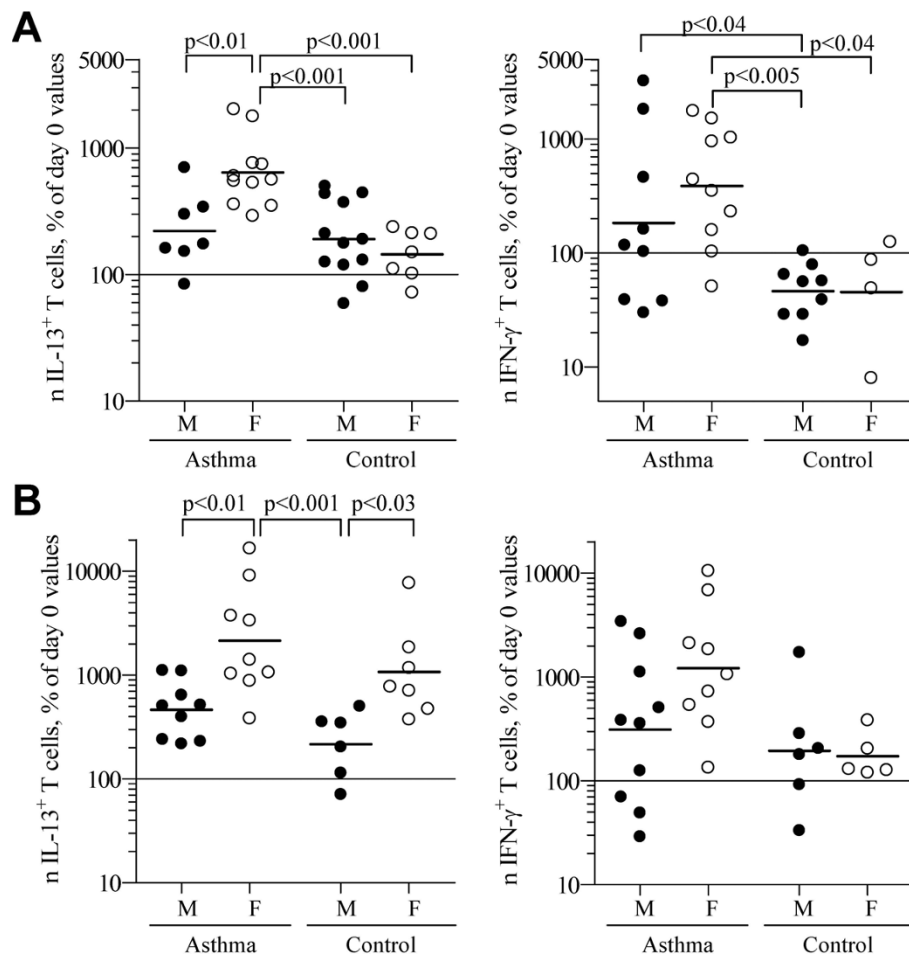 A
p<0.01
p<0.001
p<0.001
5000
1000
100
10
n IL-13+ T cells, % of day 0 values
M F M F
Asthma Control
p<0.04
p<0.04
p<0.005
5000
1000
100
10
n IFN-γ+ T cells, % of day 0 values
M F M F
Asthma Control
B
p<0.01 p<0.001 p<0.03
10000
1000
100
10
n IL-13+ T cells, % of day 0 values
M F M F
Asthma Control
10000
1000
100
10
n IFN-γ+ T cells, % of day 0 values
M F M F
Asthma Control